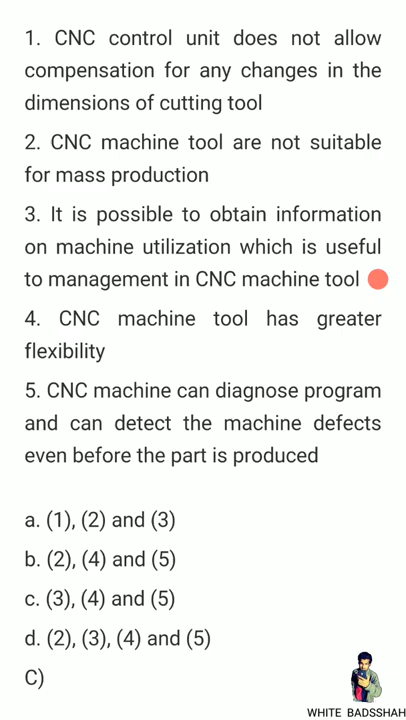 1. CNC control unit does not allow
compensation for any changes in the
dimensions of cutting tool
2. CNC machine tool are not suitable
for mass production
3. It is possible to obtain information
on machine utilization which is useful
to management in CNC machine tool
4. CNC machine tool has greater
flexibility
5. CNC machine can diagnose program
and can detect the machine defects
even before the part is produced
a. (1), (2) and (3)
b. (2), (4) and (5)
c. (3), (4) and (5)
d. (2), (3), (4) and (5)
C)
WHITE BADSSHAH